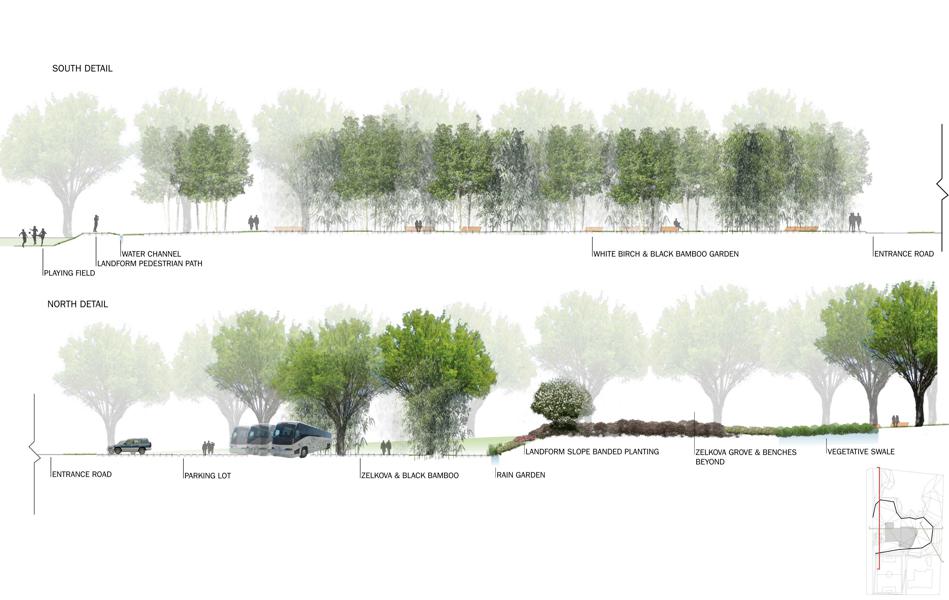 SOUTH DETAIL
WATER CHANNEL
LANDFORM PEDESTRIAN PATH
PLAYING FIELD
WHITE BIRCH & BLACK BAMBOO GARDEN
ENTRANCE ROAD
NORTH DETAIL
ENTRANCE ROAD
PARKING LOT
ZELKOVA & BLACK BAMBOO
RAIN GARDEN
LANDFORM SLOPE BANDED PLANTING
ZELKOVA GROVE & BENCHES
BEYOND
VEGETATIVE SWALE